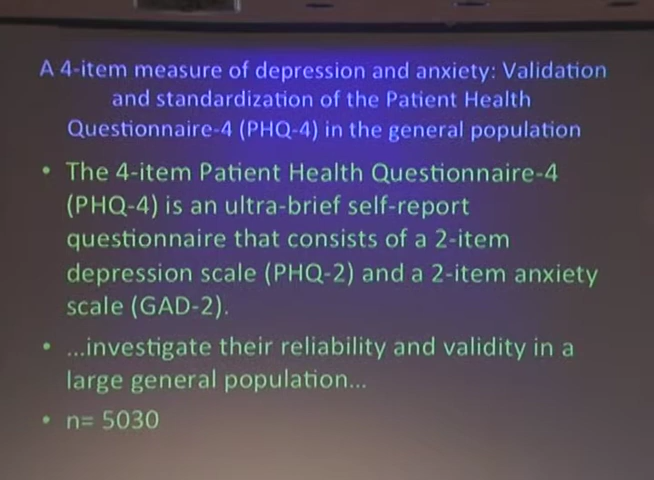 A 4-item measure of depression and anxiety: Validation
and standardization of the Patient Health
Questionnaire-4 (PHQ-4) in the general population
• The 4-item Patient Health Questionnaire-4
(PHQ-4) is an ultra-brief self-report
questionnaire that consists of a 2-item
depression scale (PHQ-2) and a 2-item anxiety
scale (GAD-2).
• ...investigate their reliability and validity in a
large general population...
• n= 5030